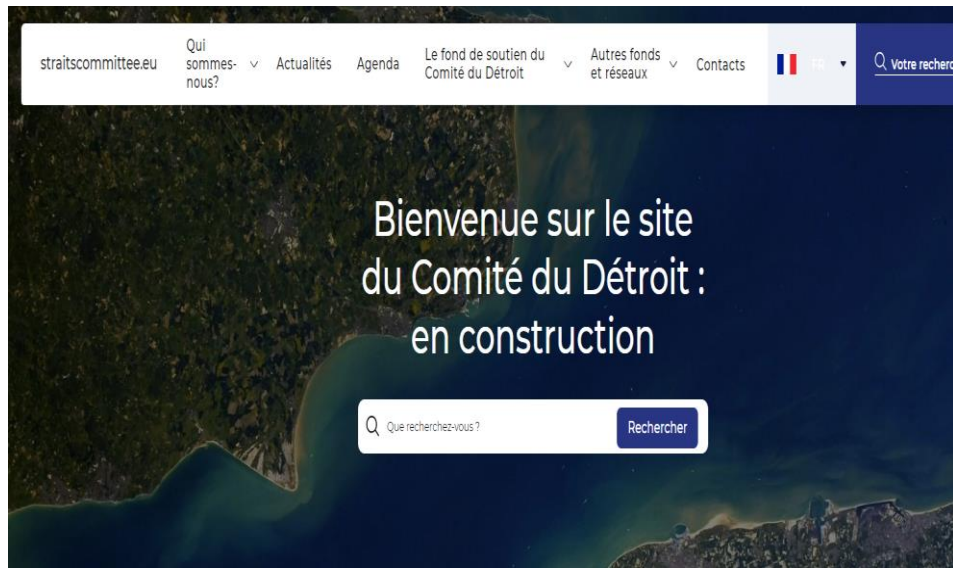 straitscommittee.eu
Qui
sommes-
nous?
Actualités
Agenda
Le fond de soutien du
Comité du Détroit
Autres fonds
et réseaux
Contacts
FR
Votre recherc
Bienvenue sur le site
du Comité du Détroit :
en construction
Que recherchez-vous ?
Rechercher